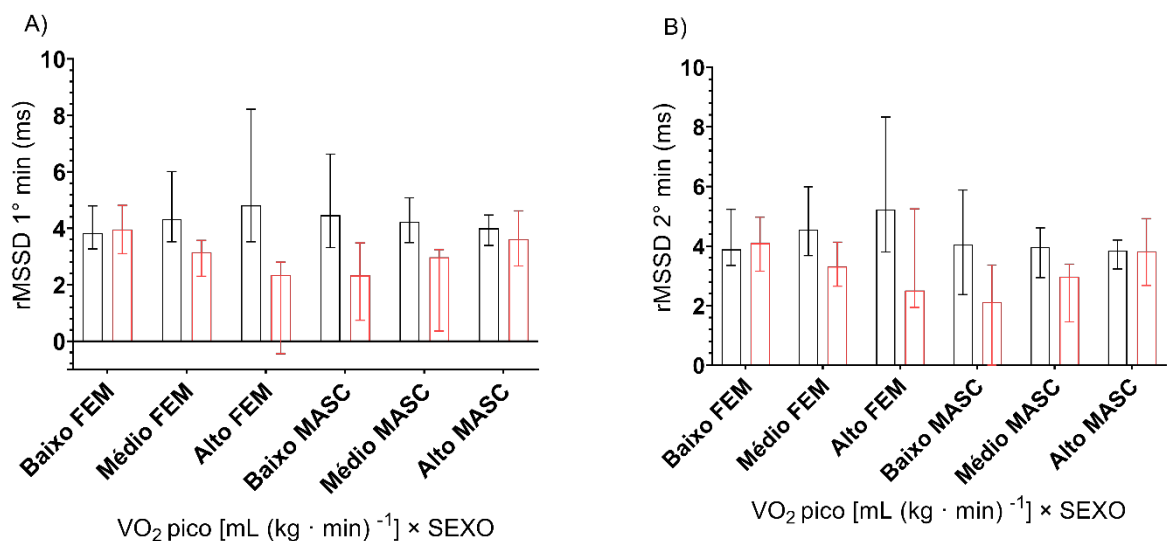 A)
rMSSD 1° min (ms)
10
8
6
4
2
0
Baixo FEM
Médio FEM
Alto FEM
Baixo MASC
Médio MASC
Alto MASC
VO₂ pico [mL (kg · min) ⁻¹] × SEXO
B)
rMSSD 2° min (ms)
10
8
6
4
2
0
Baixo FEM
Médio FEM
Alto FEM
Baixo MASC
Médio MASC
Alto MASC
VO₂ pico [mL (kg · min) ⁻¹] × SEXO